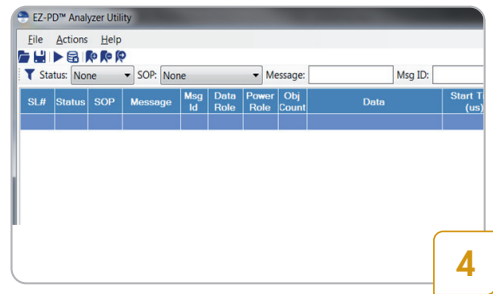 EZ-PD™ Analyzer Utility
File Actions Help
Status: None SOP: None Message: Msg ID:
SL# Status SOP Message Msg Id Data Role Power Role Obj Count Data Start T (us)
4